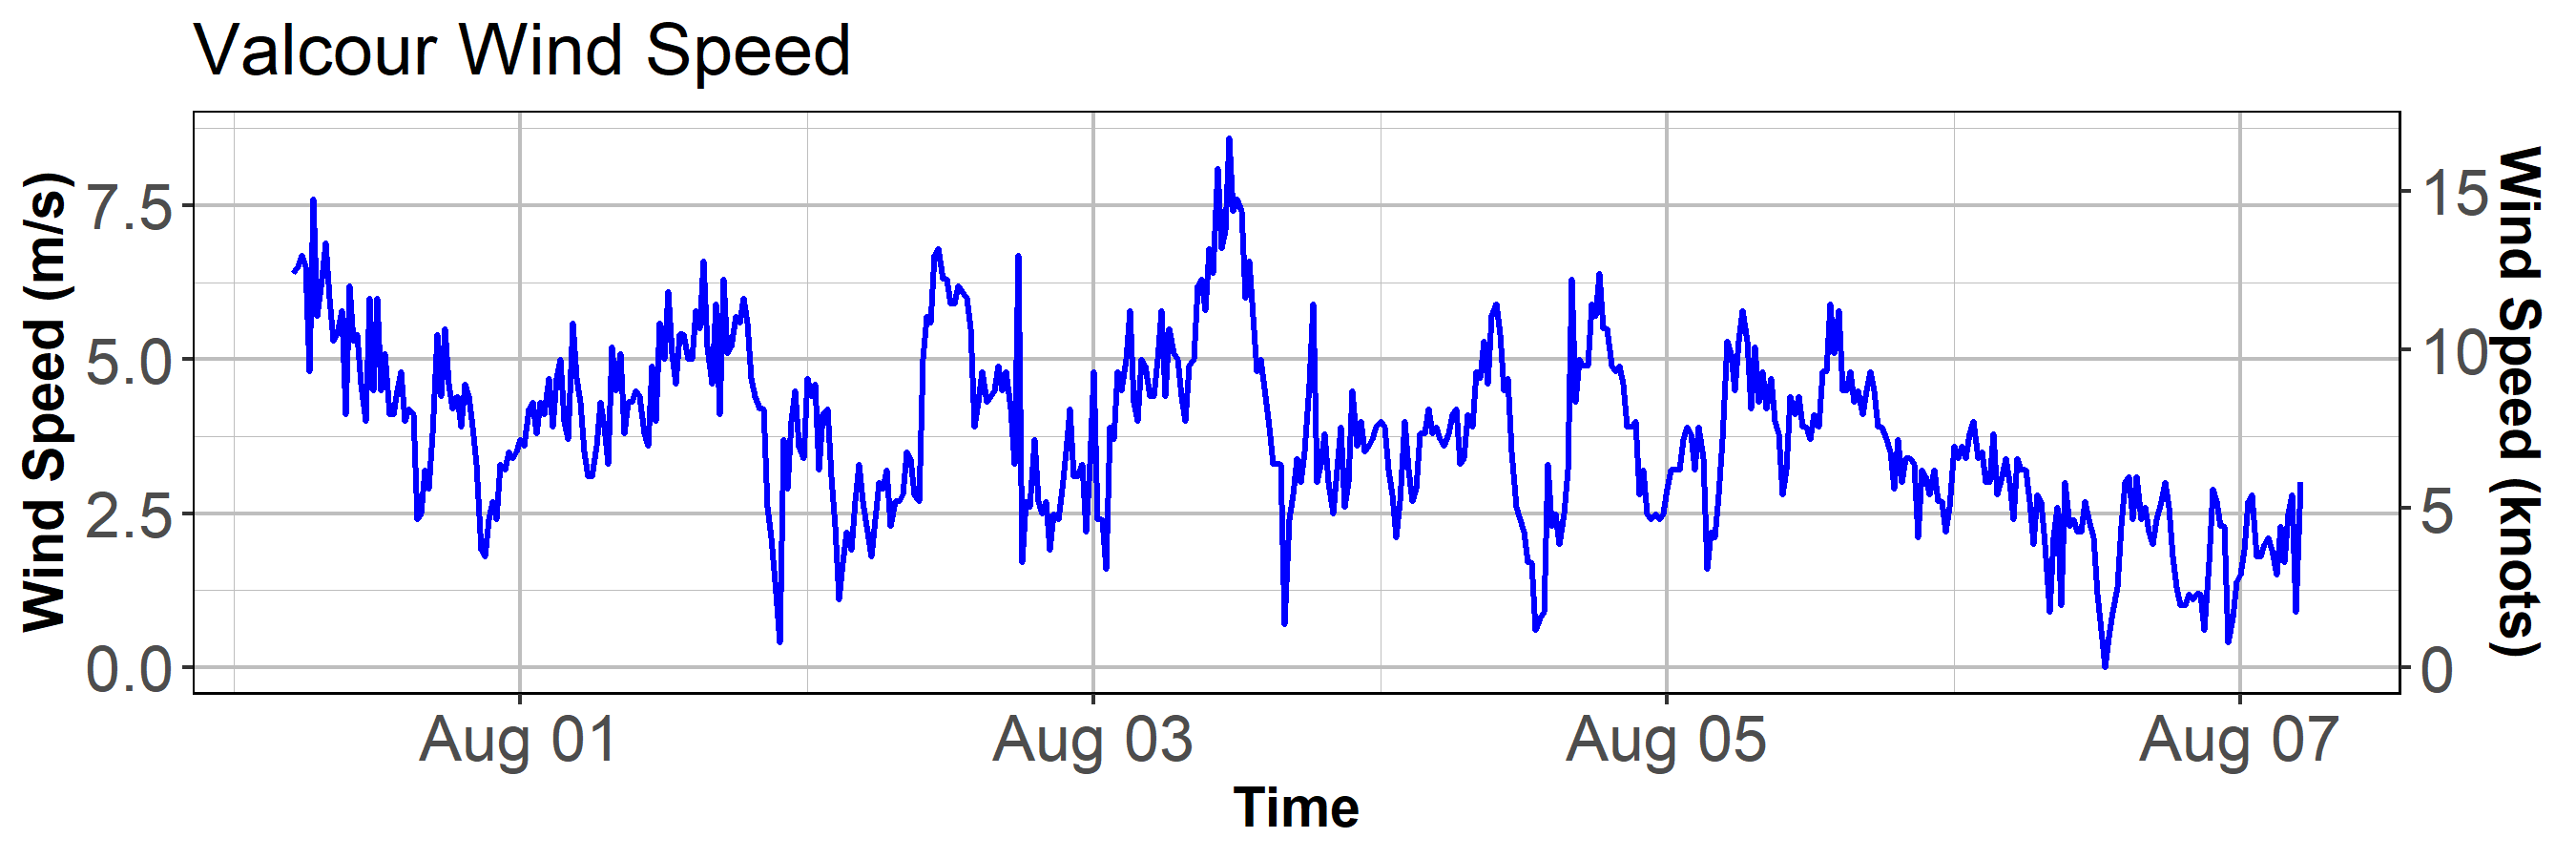 Valcour Wind Speed
Wind Speed (m/s)
7.5
5.0
2.5
0.0
15
10
5
0
Wind Speed (knots)
Aug 01 Aug 03 Aug 05 Aug 07
Time